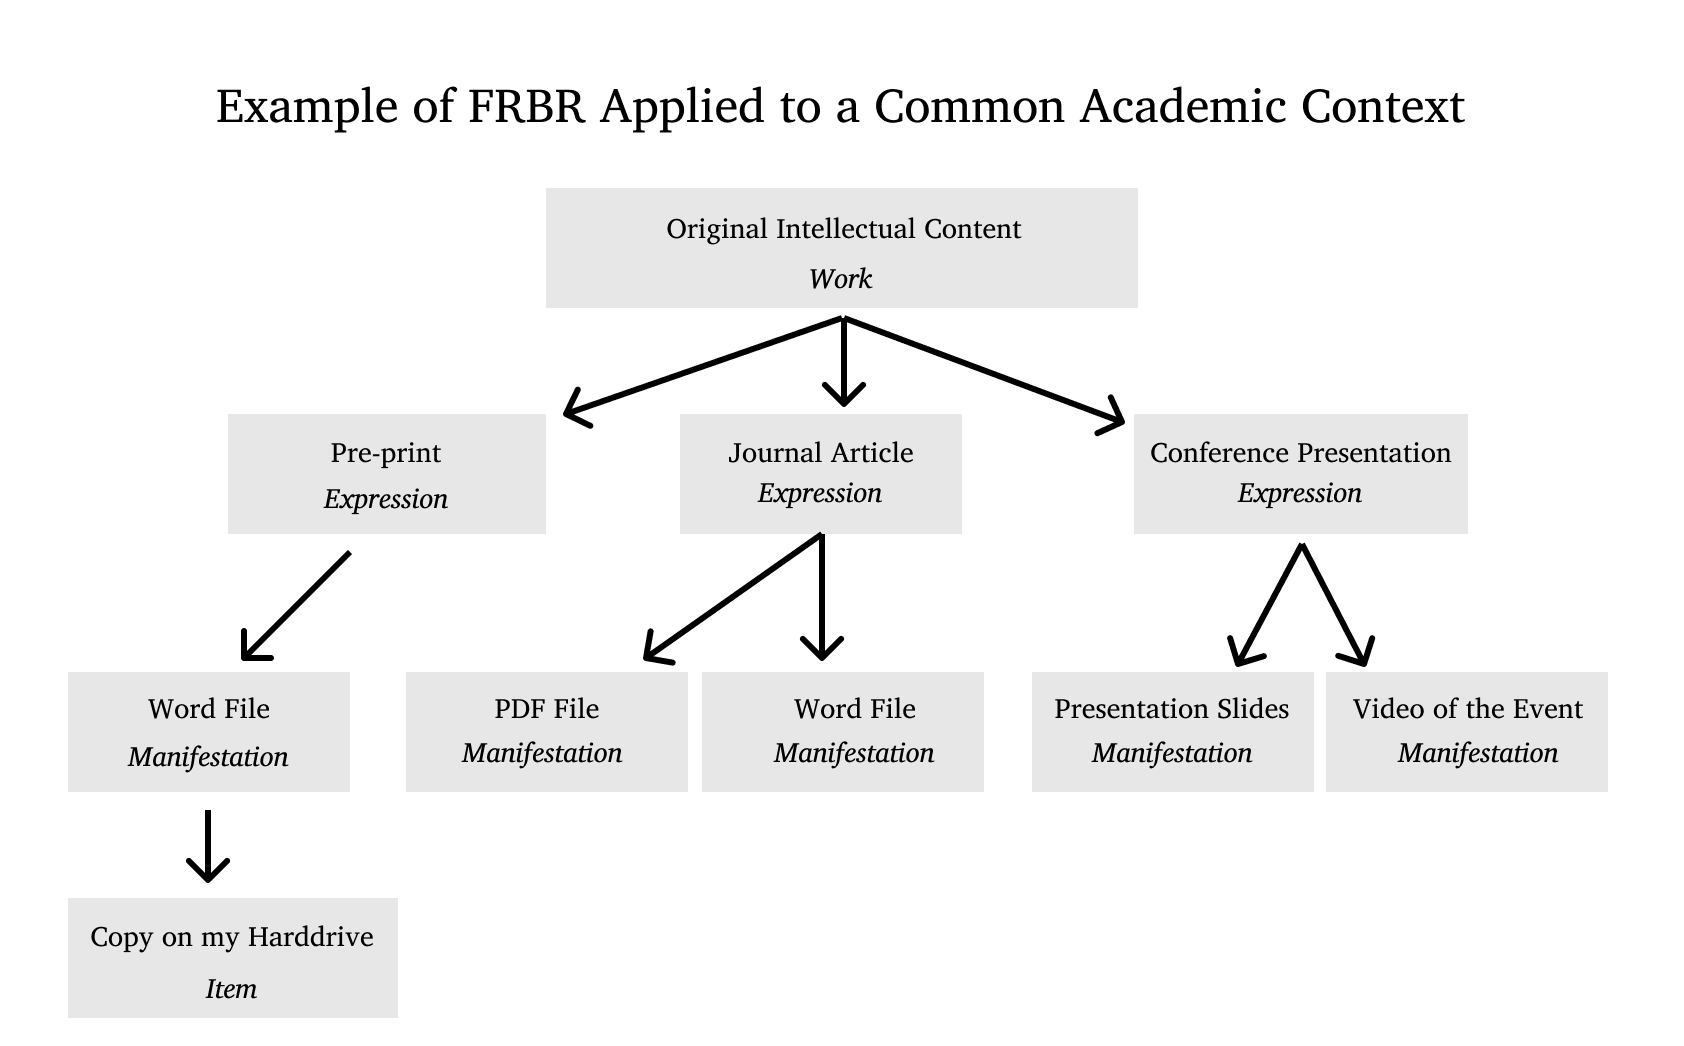 Example of FRBR Applied to a Common Academic Context
Original Intellectual Content
Work
Pre-print
Expression
Journal Article
Expression
Conference Presentation
Expression
Word File
Manifestation
PDF File
Manifestation
Word File
Manifestation
Presentation Slides
Manifestation
Video of the Event
Manifestation
Copy on my Harddrive
Item